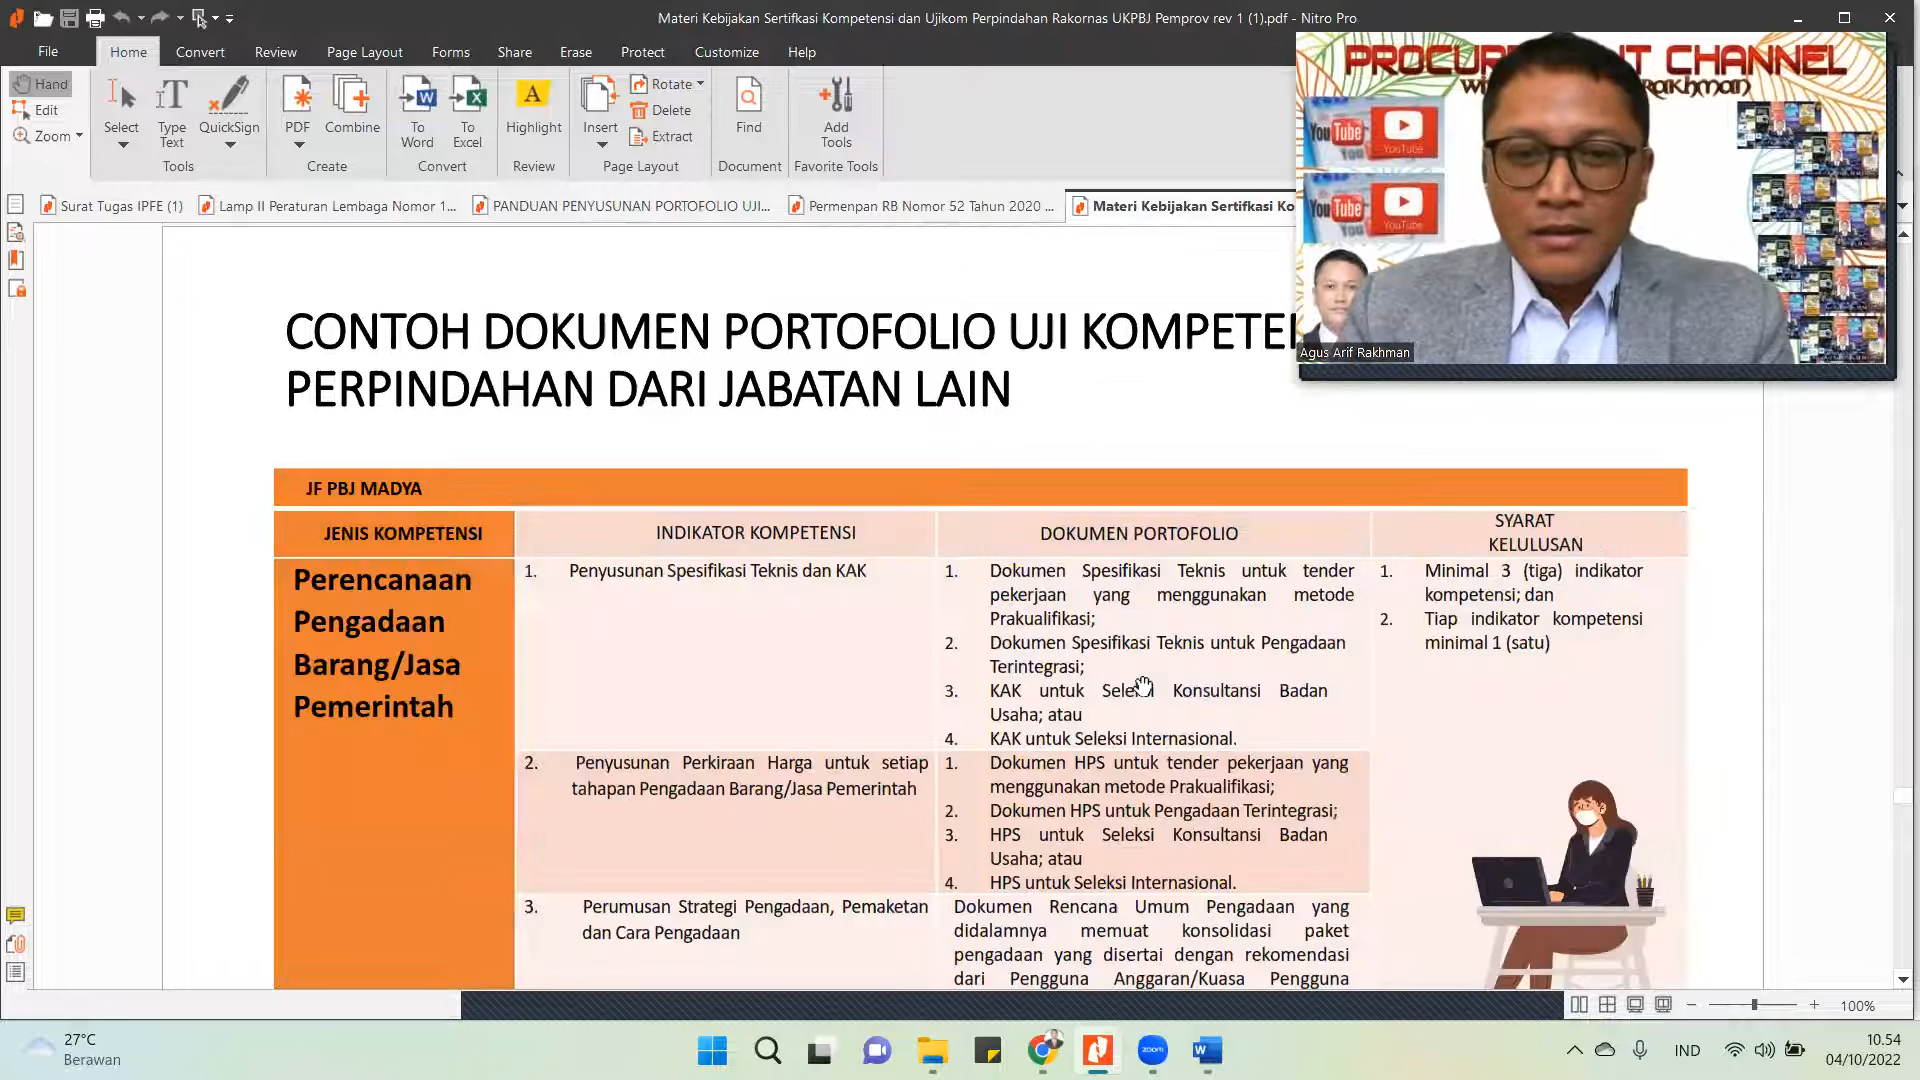 Materi Kebijakan Sertifkasi Kompetensi dan Ujikom Perpindahan Rakornas UKPBJ Pemprov rev 1 (1).pdf - Nitro Pro
File Home Convert Review Page Layout Forms Share Erase Protect Customize Help
Hand
Edit
Zoom
Select
Type Text
QuickSign
Tools
PDF
Combine
Create
To Word
To Excel
Convert
Highlight
Review
Insert
Rotate
Delete
Extract
Page Layout
Find
Document
Add Tools
Favorite Tools
Surat Tugas IPFE (1)
Lamp II Peraturan Lembaga Nomor 1...
PANDUAN PENYUSUNAN PORTOFOLIO UJI...
Permenpan RB Nomor 52 Tahun 2020 ...
Materi Kebijakan Sertifkasi Ko
YouTube
YouTube
YouTube
YouTube
Agus Arif Rakhman
CONTOH DOKUMEN PORTOFOLIO UJI KOMPETE
PERPINDAHAN DARI JABATAN LAIN
JF PBJ MADYA
JENIS KOMPETENSI
INDIKATOR KOMPETENSI
DOKUMEN PORTOFOLIO
SYARAT
KELULUSAN
Perencanaan
Pengadaan
Barang/Jasa
Pemerintah
1. Penyusunan Spesifikasi Teknis dan KAK
1. Dokumen Spesifikasi Teknis untuk tender
pekerjaan yang menggunakan metode
Prakualifikasi;
2. Dokumen Spesifikasi Teknis untuk Pengadaan
Terintegrasi;
3. KAK untuk Seleksi Konsultansi Badan
Usaha; atau
4. KAK untuk Seleksi Internasional.
1. Minimal 3 (tiga) indikator
kompetensi; dan
2. Tiap indikator kompetensi
minimal 1 (satu)
2. Penyusunan Perkiraan Harga untuk setiap
tahapan Pengadaan Barang/Jasa Pemerintah
1. Dokumen HPS untuk tender pekerjaan yang
menggunakan metode Prakualifikasi;
2. Dokumen HPS untuk Pengadaan Terintegrasi;
3. HPS untuk Seleksi Konsultansi Badan
Usaha; atau
4. HPS untuk Seleksi Internasional.
3. Perumusan Strategi Pengadaan, Pemaketan
dan Cara Pengadaan
Dokumen Rencana Umum Pengadaan yang
didalamnya memuat konsolidasi paket
pengadaan yang disertai dengan rekomendasi
dari Pengguna Anggaran/Kuasa Pengguna
100%
27°C
Berawan
zoom
IND
10.54
04/10/2022